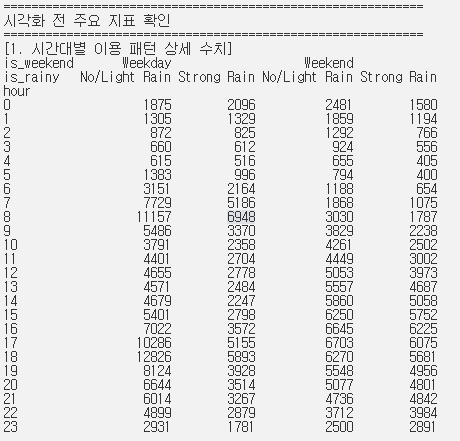 ==================================================
시각화 전 주요 지표 확인
==================================================
[1. 시간대별 이용 패턴 상세 수치]
is_weekend Weekday Weekend
is_rainy No/Light Rain Strong Rain No/Light Rain Strong Rain
hour
0 1875 2096 2481 1580
1 1305 1329 1859 1194
2 872 825 1292 766
3 660 612 924 556
4 615 516 655 405
5 1383 996 794 400
6 3151 2164 1188 654
7 7729 5186 1868 1075
8 11157 6948 3030 1787
9 5486 3370 3829 2238
10 3791 2358 4261 2502
11 4401 2704 4449 3002
12 4655 2778 5053 3973
13 4571 2484 5557 4687
14 4679 2247 5860 5058
15 5401 2798 6250 5752
16 7022 3572 6645 6225
17 10286 5155 6703 6075
18 12826 5893 6270 5681
19 8124 3928 5548 4956
20 6644 3514 5077 4801
21 6014 3267 4736 4842
22 4899 2879 3712 3984
23 2931 1781 2500 2891